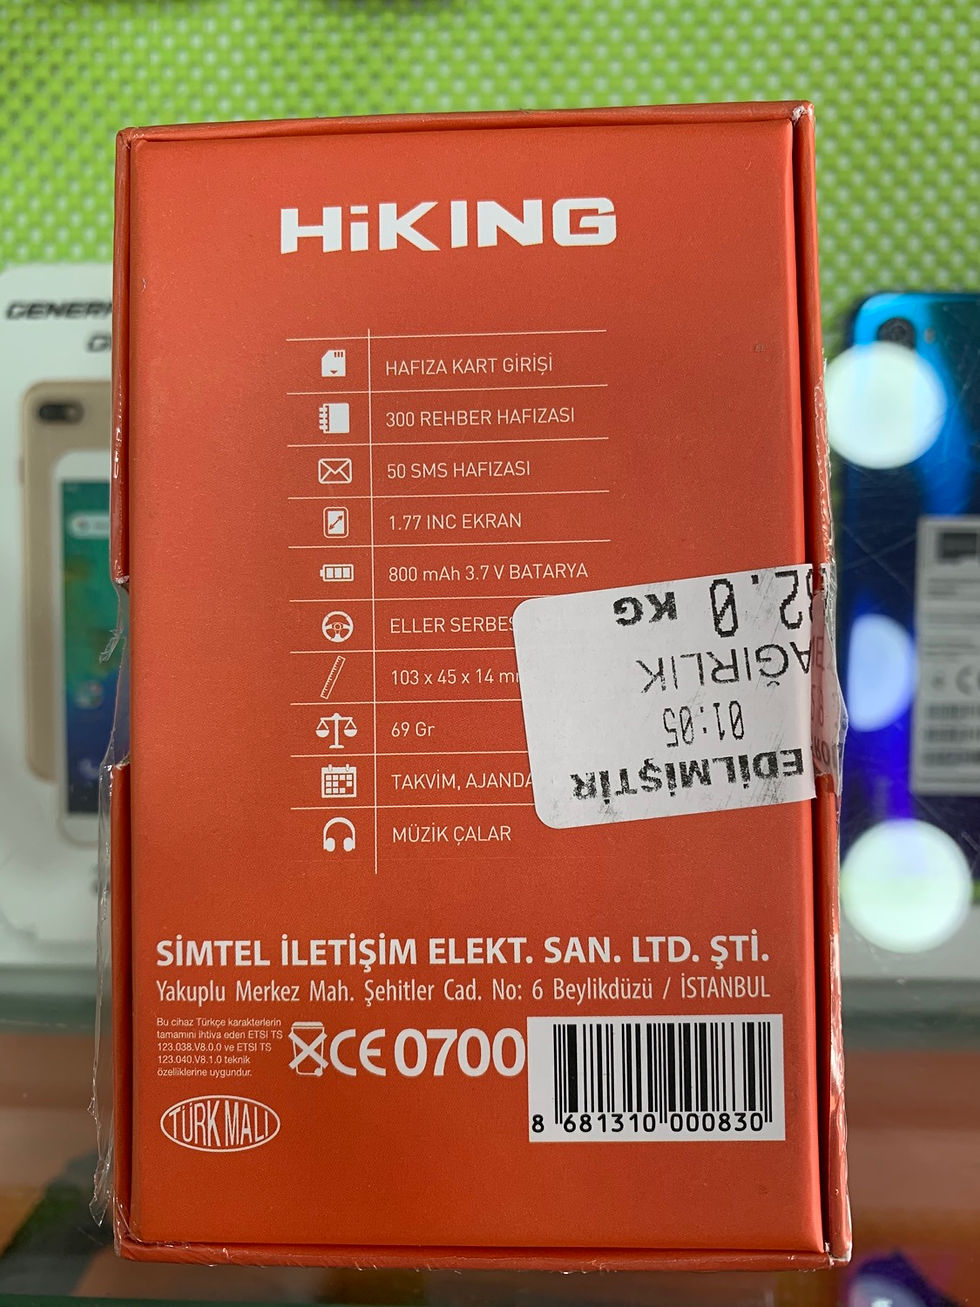 HiKING
HAFIZA KART GİRİŞİ
300 REHBER HAFIZASI
50 SMS HAFIZASI
1.77 INC EKRAN
800 mAh 3.7 V BATARYA
ELLER SERBES
103 x 45 x 14 m
69 Gr
TAKVİM, AJANDA
MÜZİK ÇALAR
EDİLMİŞTİR
01:05
AĞIRLIK
2.0 KG
SİMTEL İLETİŞİM ELEKT. SAN. LTD. ŞTİ.
Yakuplu Merkez Mah. Şehitler Cad. No: 6 Beylikdüzü / İSTANBUL
Bu cihaz Türkçe karakterlerin
tamamını ihtiva eden ETSI TS
123.038.V8.0.0 ve ETSI TS
123.040.V8.1.0 teknik
özelliklerine uygundur.
CE 0700
TÜRK MALI
8 681310 000830
GENER